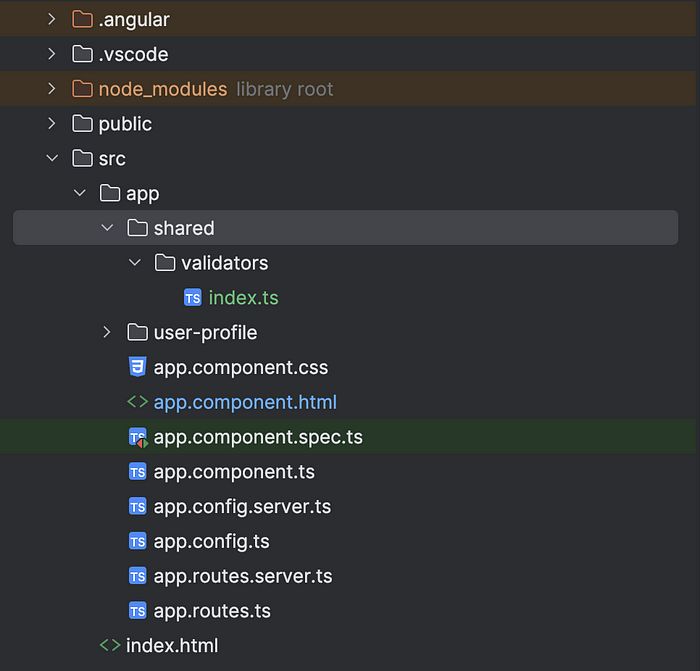 .angular
.vscode
node_modules library root
public
src
app
shared
validators
TS index.ts
user-profile
app.component.css
<> app.component.html
TS app.component.spec.ts
TS app.component.ts
TS app.config.server.ts
TS app.config.ts
TS app.routes.server.ts
TS app.routes.ts
<> index.html